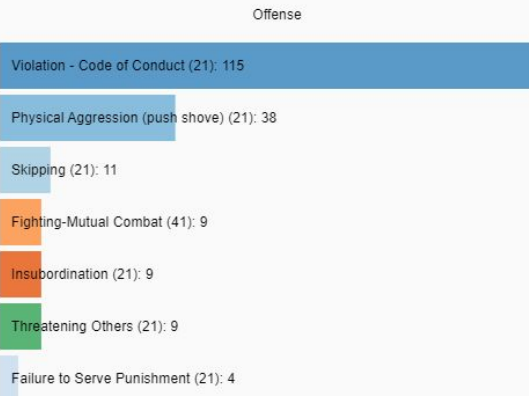 Offense
Violation - Code of Conduct (21): 115
Physical Aggression (push shove) (21): 38
Skipping (21): 11
Fighting-Mutual Combat (41): 9
Insubordination (21): 9
Threatening Others (21): 9
Failure to Serve Punishment (21): 4